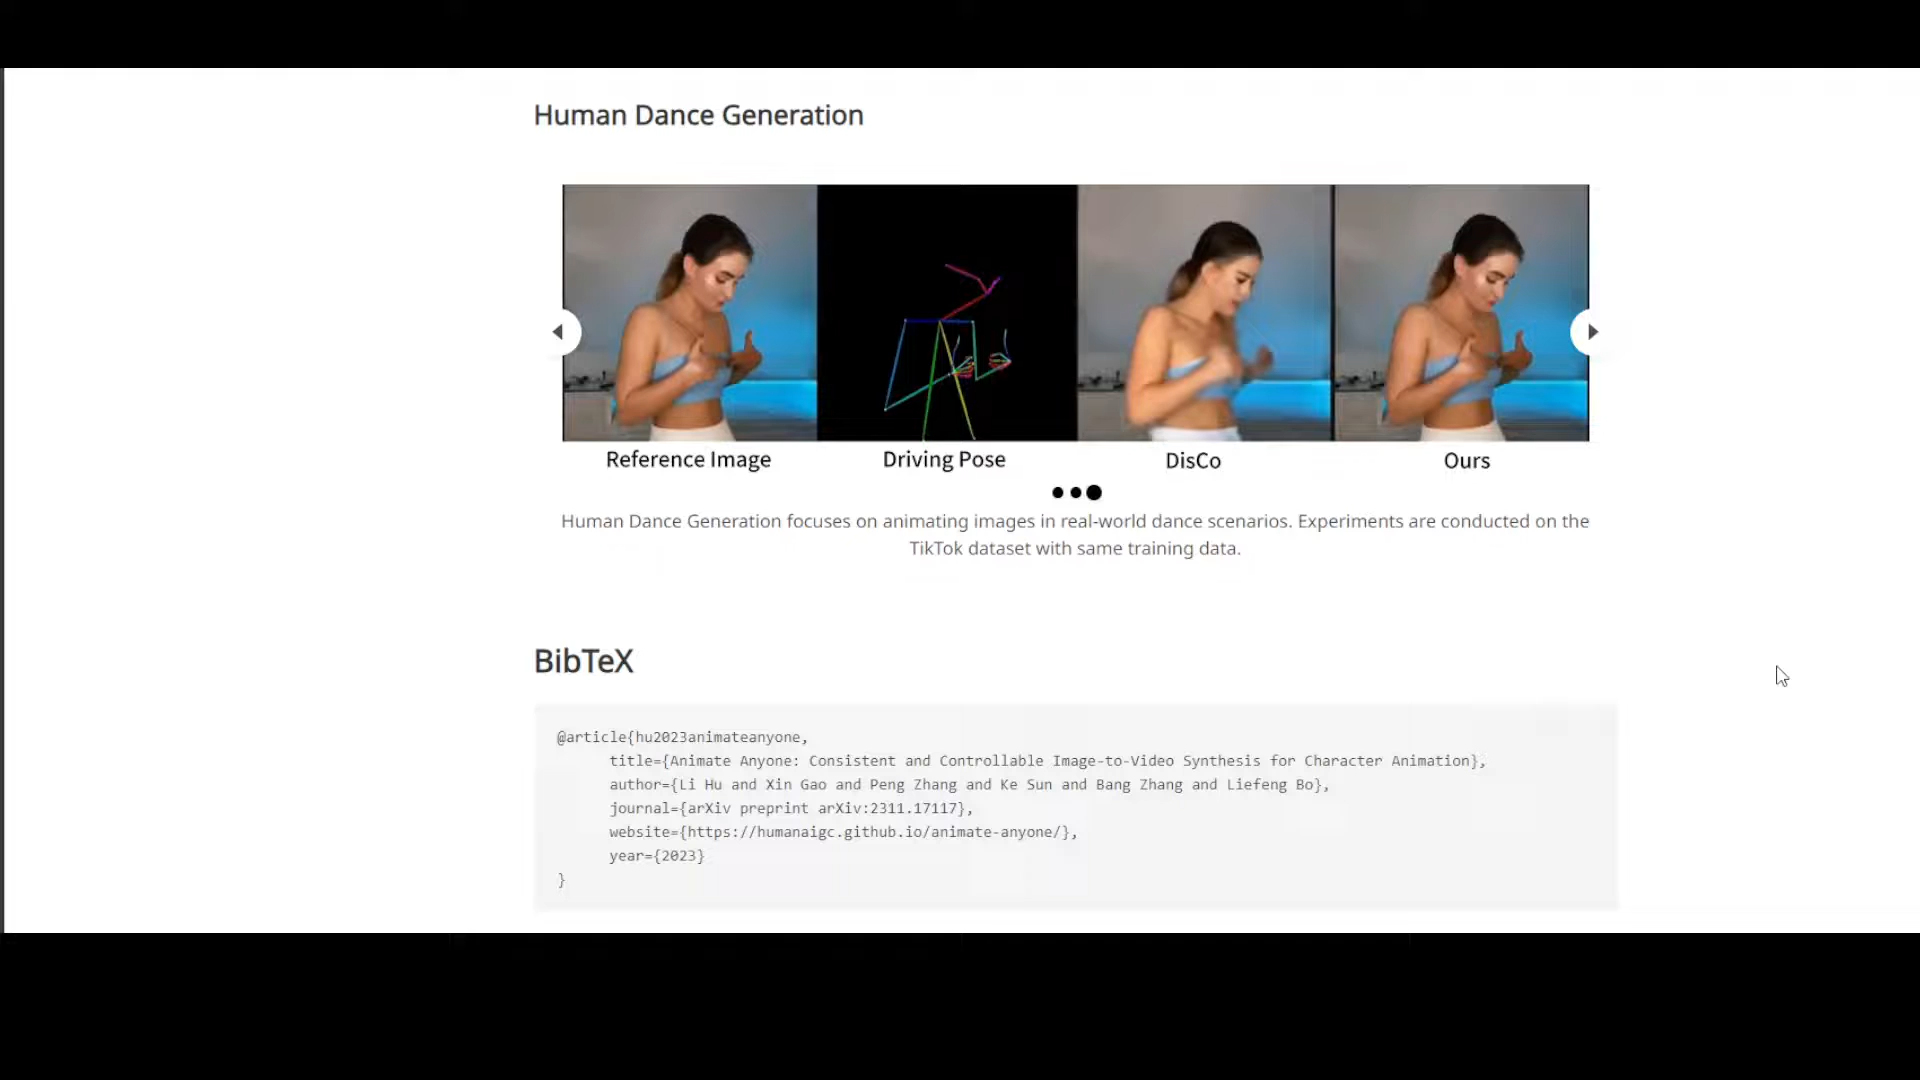 Human Dance Generation
Reference Image
Driving Pose
DisCo
Ours
Human Dance Generation focuses on animating images in real-world dance scenarios. Experiments are conducted on the
TikTok dataset with same training data.
BibTeX
@article{hu2023animateanyone,
title={Animate Anyone: Consistent and Controllable Image-to-Video Synthesis for Character Animation},
author={Li Hu and Xin Gao and Peng Zhang and Ke Sun and Bang Zhang and Liefeng Bo},
journal={arXiv preprint arXiv:2311.17117},
website={https://humanaigc.github.io/animate-anyone/},
year={2023}
}